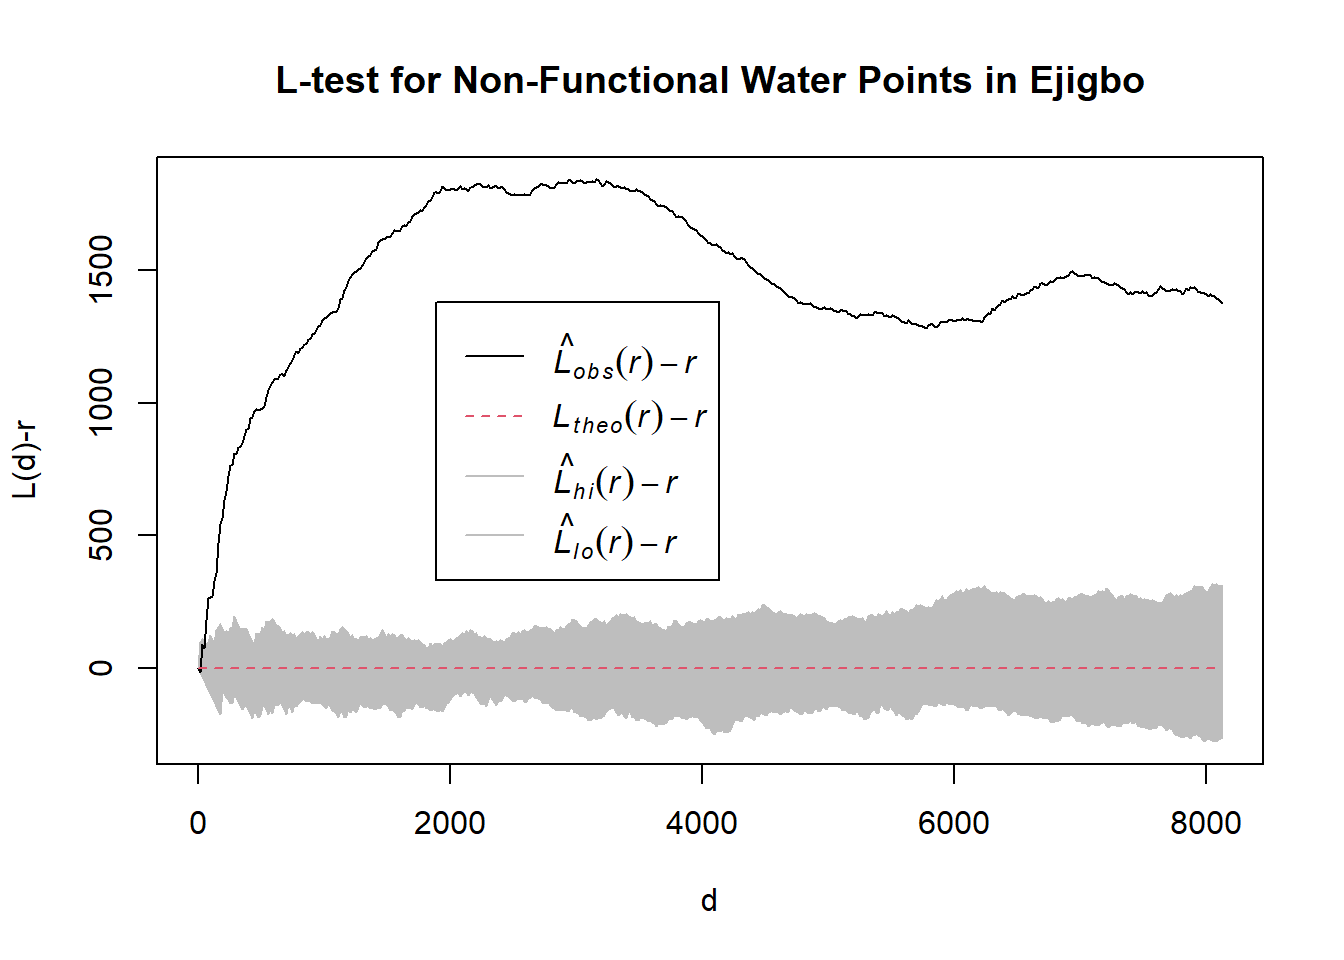 L-test for Non-Functional Water Points in Ejigbo
L(d)-r
1500
1000
500
0
L̂obs(r) – r
Ltheo(r) – r
L̂hi(r) – r
L̂lo(r) – r
0 2000 4000 6000 8000
d